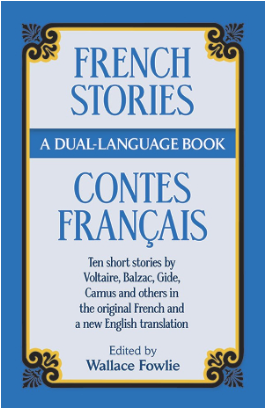 FRENCH
STORIES
A DUAL-LANGUAGE BOOK
CONTES
FRANÇAIS
Ten short stories by
Voltaire, Balzac, Gide,
Camus and others in
the original French and
a new English translation
Edited by
Wallace Fowlie